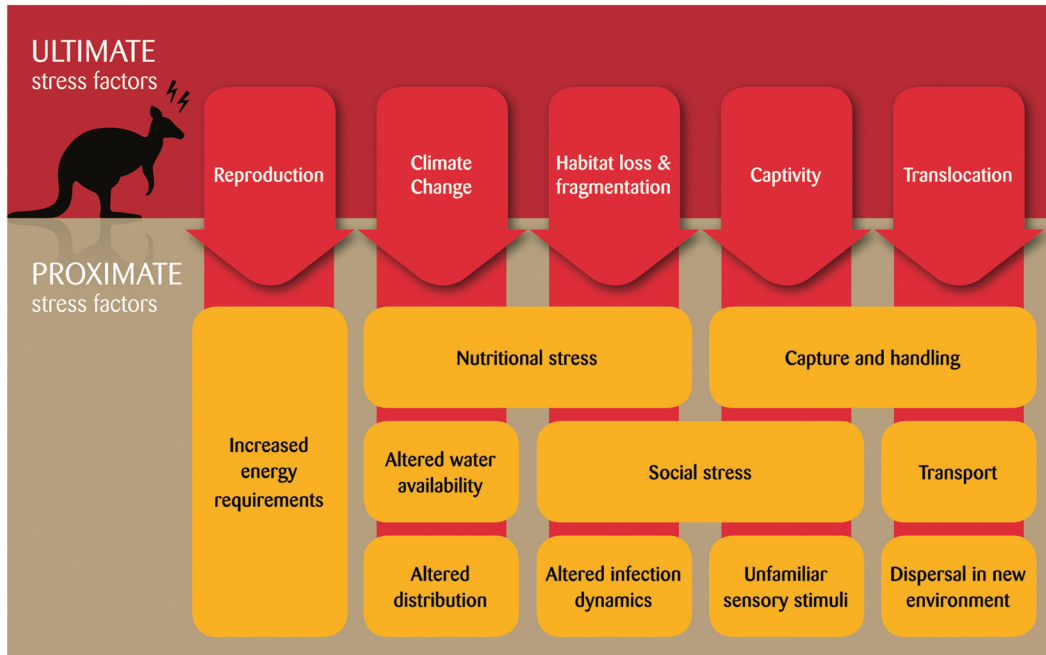 ULTIMATE
stress factors
Reproduction
Climate
Change
Habitat loss &
fragmentation
Captivity
Translocation
PROXIMATE
stress factors
Increased
energy
requirements
Nutritional stress
Capture and handling
Altered water
availability
Social stress
Transport
Altered
distribution
Altered infection
dynamics
Unfamiliar
sensory stimuli
Dispersal in new
environment